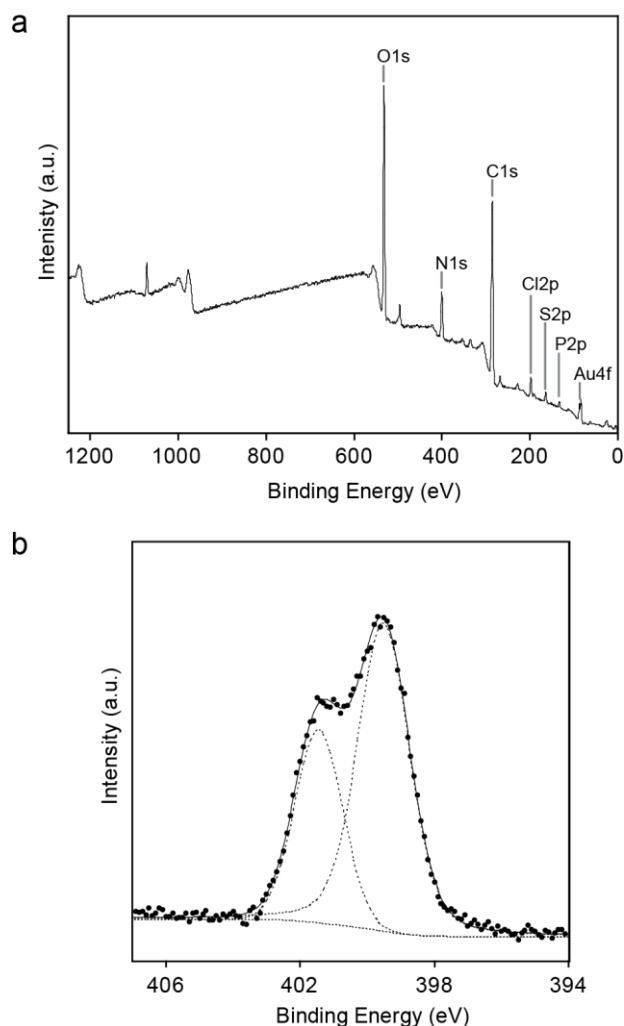 a
O1s
C1s
N1s
Cl2p
S2p
P2p
Au4f
Intenisty (a.u.)
1200 1000 800 600 400 200 0
Binding Energy (eV)
b
Intensity (a.u.)
406 402 398 394
Binding Energy (eV)